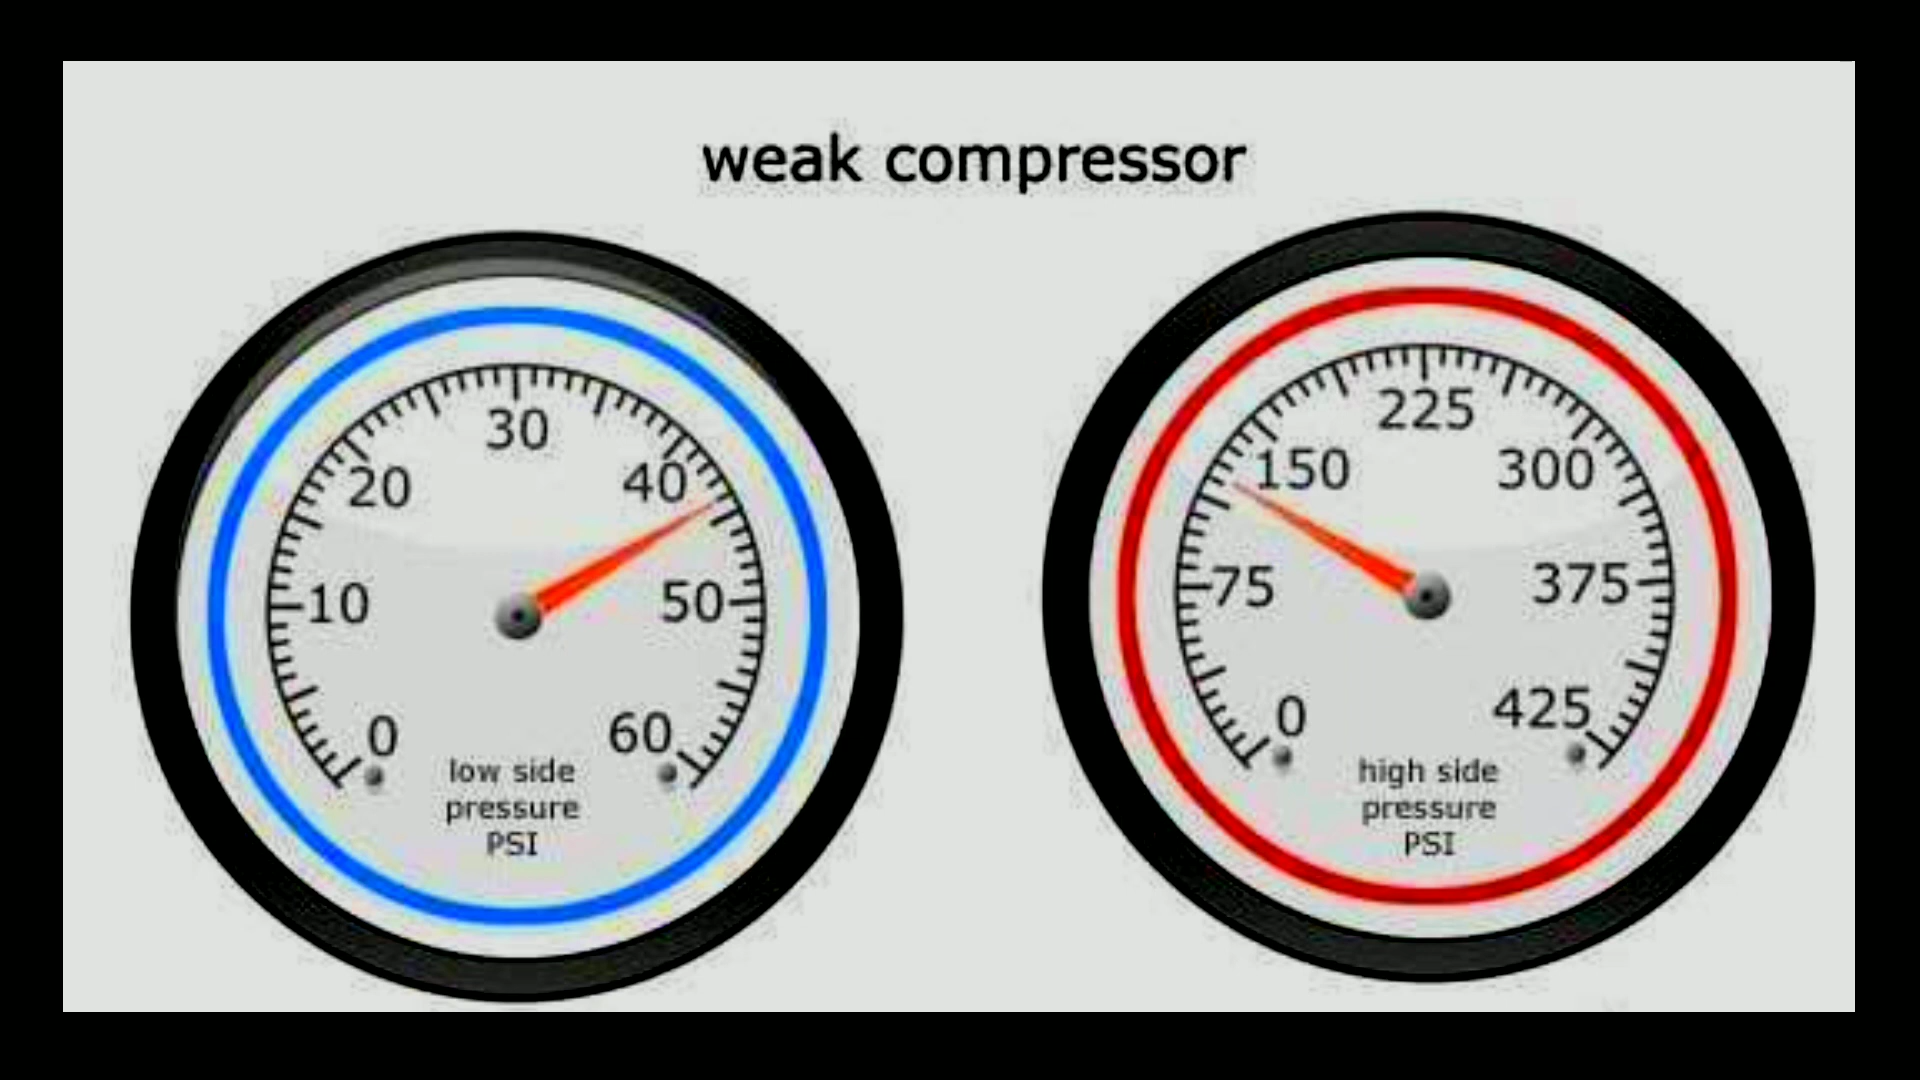 weak compressor
30
20
40
10
50
0
60
low side
pressure
PSI
225
150
300
75
375
0
425
high side
pressure
PSI